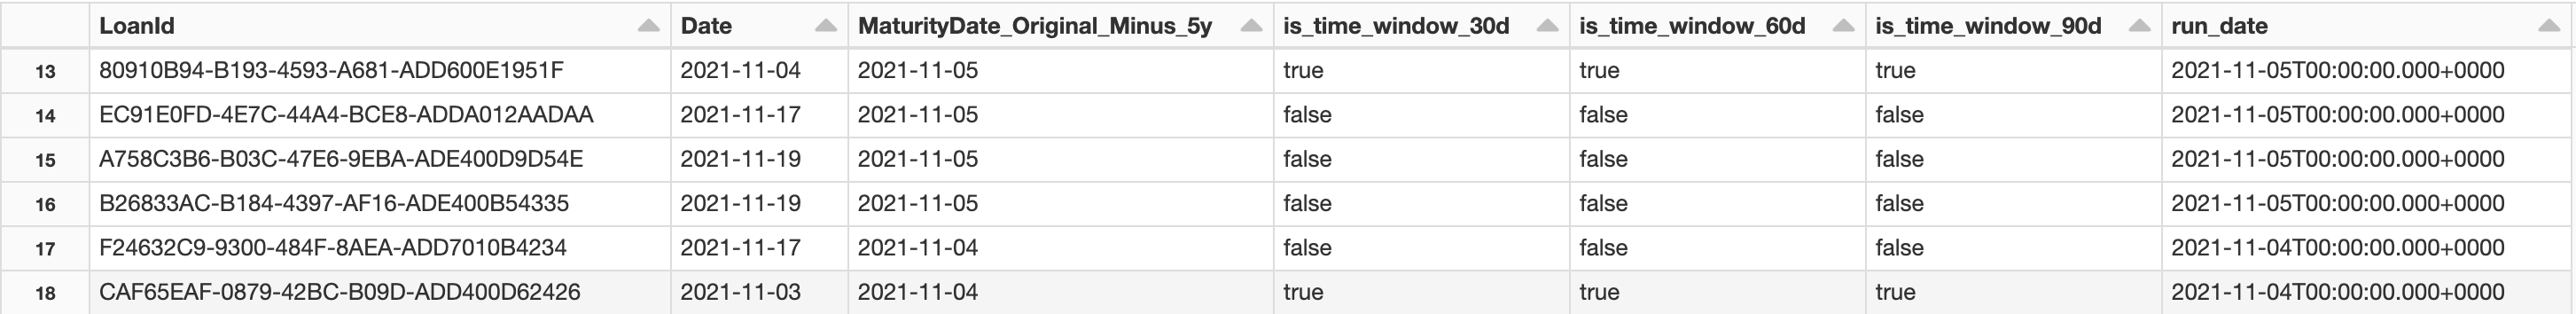 LoanId Date MaturityDate_Original_Minus_5y is_time_window_30d is_time_window_60d is_time_window_90d run_date
13 80910B94-B193-4593-A681-ADD600E1951F 2021-11-04 2021-11-05 true true true 2021-11-05T00:00:00.000+0000
14 EC91E0FD-4E7C-44A4-BCE8-ADDA012AADAA 2021-11-17 2021-11-05 false false false 2021-11-05T00:00:00.000+0000
15 A758C3B6-B03C-47E6-9EBA-ADE400D9D54E 2021-11-19 2021-11-05 false false false 2021-11-05T00:00:00.000+0000
16 B26833AC-B184-4397-AF16-ADE400B54335 2021-11-19 2021-11-05 false false false 2021-11-05T00:00:00.000+0000
17 F24632C9-9300-484F-8AEA-ADD7010B4234 2021-11-17 2021-11-04 false false false 2021-11-04T00:00:00.000+0000
18 CAF65EAF-0879-42BC-B09D-ADD400D62426 2021-11-03 2021-11-04 true true true 2021-11-04T00:00:00.000+0000